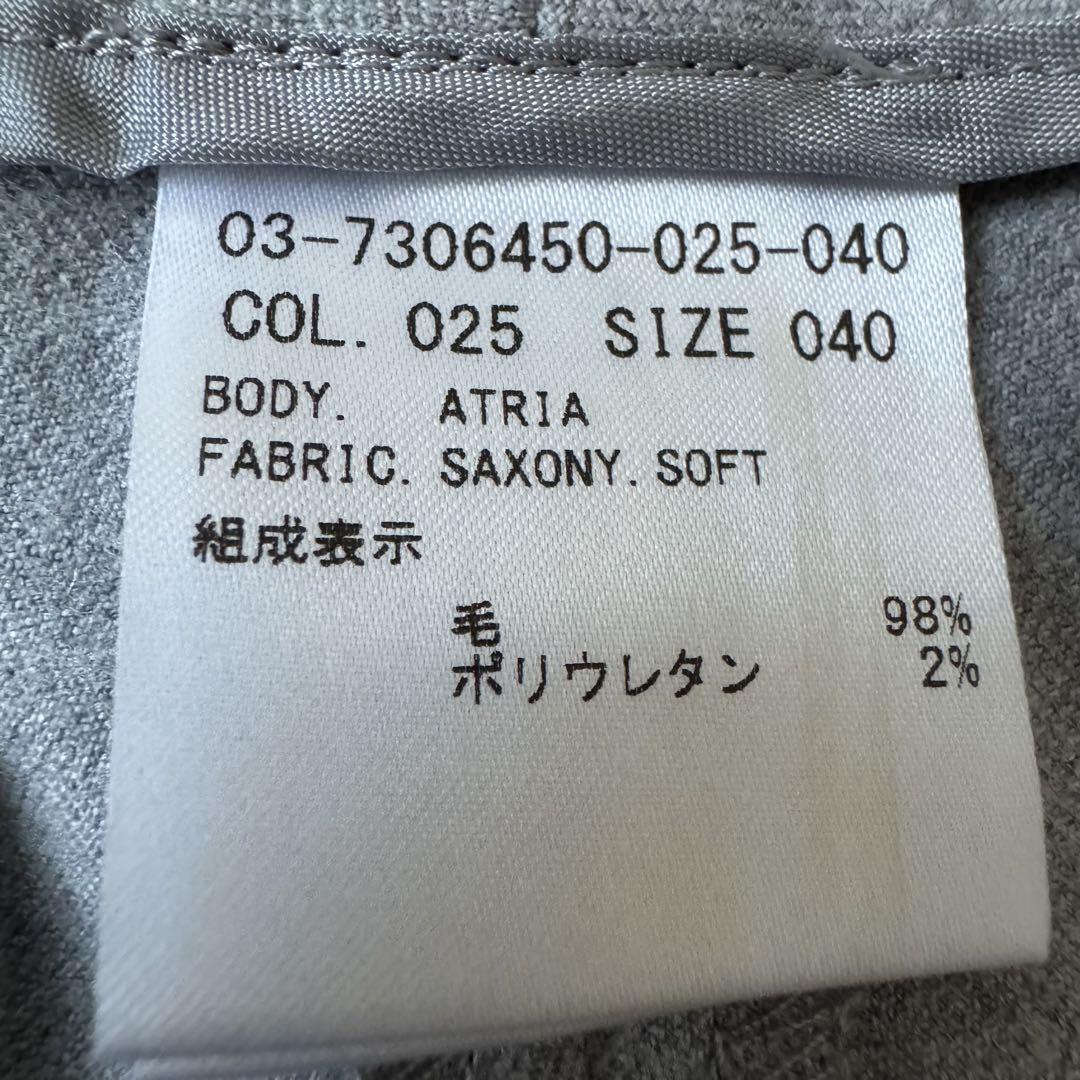 03-7306450-025-040
COL. 025 SIZE 040
BODY. ATRIA
FABRIC. SAXONY. SOFT
組成表示
毛 98%
ポリウレタン 2%